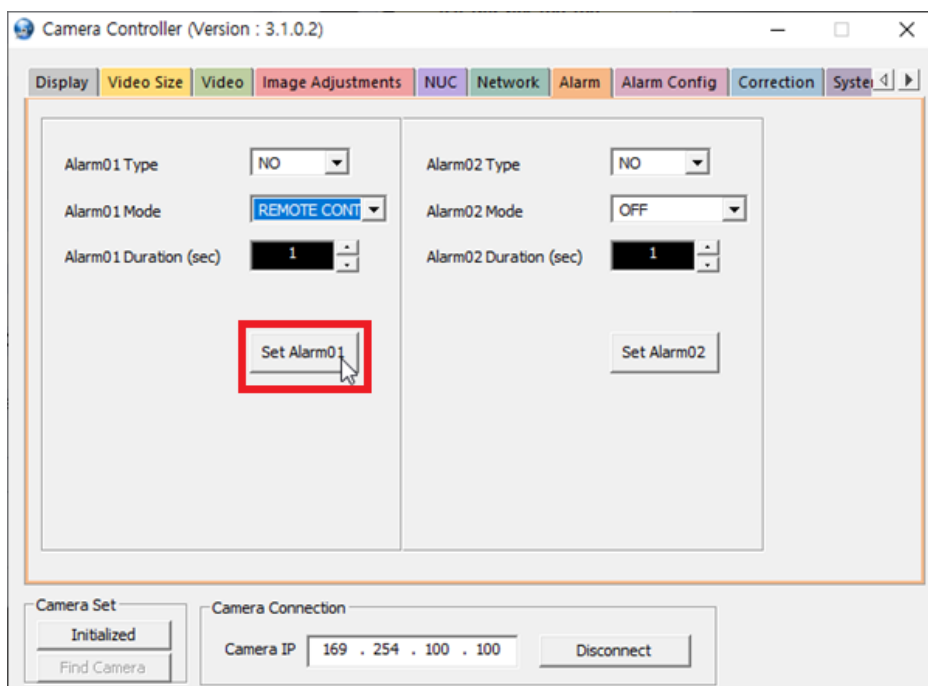 Camera Controller (Version : 3.1.0.2)
Display Video Size Video Image Adjustments NUC Network Alarm Alarm Config Correction
Alarm01 Type NO Alarm02 Type NO
Alarm01 Mode REMOTE CONT Alarm02 Mode OFF
Alarm01 Duration (sec) 1 Alarm02 Duration (sec) 1
Set Alarm01 Set Alarm02
Camera Set Camera Connection
Initialized
Camera IP 169 . 254 . 100 . 100 Disconnect
Find Camera